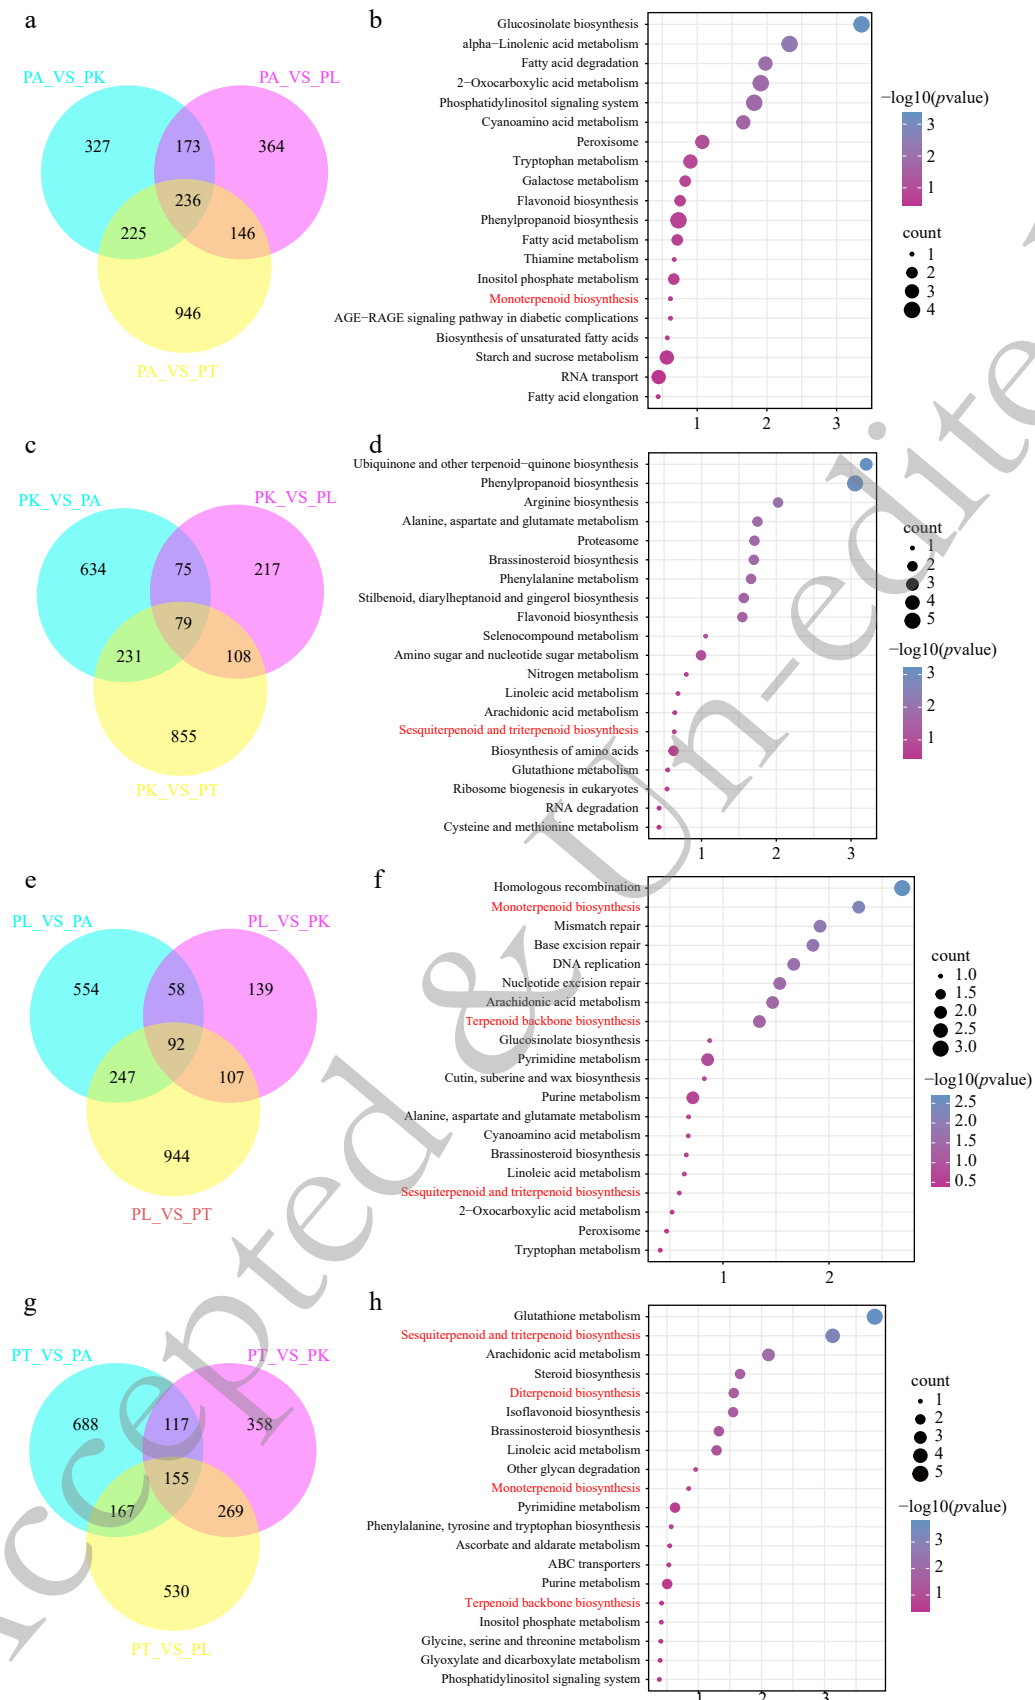 a
PA_VS_PK
PA_VS_PL
327
173
364
236
225
146
946
PA_VS_PT
b
Glucosinolate biosynthesis
alpha−Linolenic acid metabolism
Fatty acid degradation
2−Oxocarboxylic acid metabolism
Phosphatidylinositol signaling system
Cyanoamino acid metabolism
Peroxisome
Tryptophan metabolism
Galactose metabolism
Flavonoid biosynthesis
Phenylpropanoid biosynthesis
Fatty acid metabolism
Thiamine metabolism
Inositol phosphate metabolism
Monoterpenoid biosynthesis
AGE−RAGE signaling pathway in diabetic complications
Biosynthesis of unsaturated fatty acids
Starch and sucrose metabolism
RNA transport
Fatty acid elongation
1 2 3
−log10(pvalue)
3
2
1
count
1
2
3
4
c
PK_VS_PA
PK_VS_PL
634
75
217
79
231
108
855
PK_VS_PT
d
Ubiquinone and other terpenoid−quinone biosynthesis
Phenylpropanoid biosynthesis
Arginine biosynthesis
Alanine, aspartate and glutamate metabolism
Proteasome
Brassinosteroid biosynthesis
Phenylalanine metabolism
Stilbenoid, diarylheptanoid and gingerol biosynthesis
Flavonoid biosynthesis
Selenocompound metabolism
Amino sugar and nucleotide sugar metabolism
Nitrogen metabolism
Linoleic acid metabolism
Arachidonic acid metabolism
Sesquiterpenoid and triterpenoid biosynthesis
Biosynthesis of amino acids
Glutathione metabolism
Ribosome biogenesis in eukaryotes
RNA degradation
Cysteine and methionine metabolism
1 2 3
count
1
2
3
4
5
−log10(pvalue)
3
2
1
e
PL_VS_PA
PL_VS_PK
554
58
139
92
247
107
944
PL_VS_PT
f
Homologous recombination
Monoterpenoid biosynthesis
Mismatch repair
Base excision repair
DNA replication
Nucleotide excision repair
Arachidonic acid metabolism
Terpenoid backbone biosynthesis
Glucosinolate biosynthesis
Pyrimidine metabolism
Cutin, suberine and wax biosynthesis
Purine metabolism
Alanine, aspartate and glutamate metabolism
Cyanoamino acid metabolism
Brassinosteroid biosynthesis
Linoleic acid metabolism
Sesquiterpenoid and triterpenoid biosynthesis
2−Oxocarboxylic acid metabolism
Peroxisome
Tryptophan metabolism
1 2
count
1.0
1.5
2.0
2.5
3.0
−log10(pvalue)
2.5
2.0
1.5
1.0
0.5
g
PT_VS_PA
PT_VS_PK
688
117
358
155
167
269
530
PT_VS_PL
h
Glutathione metabolism
Sesquiterpenoid and triterpenoid biosynthesis
Arachidonic acid metabolism
Steroid biosynthesis
Diterpenoid biosynthesis
Isoflavonoid biosynthesis
Brassinosteroid biosynthesis
Linoleic acid metabolism
Other glycan degradation
Monoterpenoid biosynthesis
Pyrimidine metabolism
Phenylalanine, tyrosine and tryptophan biosynthesis
Ascorbate and aldarate metabolism
ABC transporters
Purine metabolism
Terpenoid backbone biosynthesis
Inositol phosphate metabolism
Glycine, serine and threonine metabolism
Glyoxylate and dicarboxylate metabolism
Phosphatidylinositol signaling system
1 2 3
count
1
2
3
4
5
−log10(pvalue)
3
2
1
ccepted & Un-edite